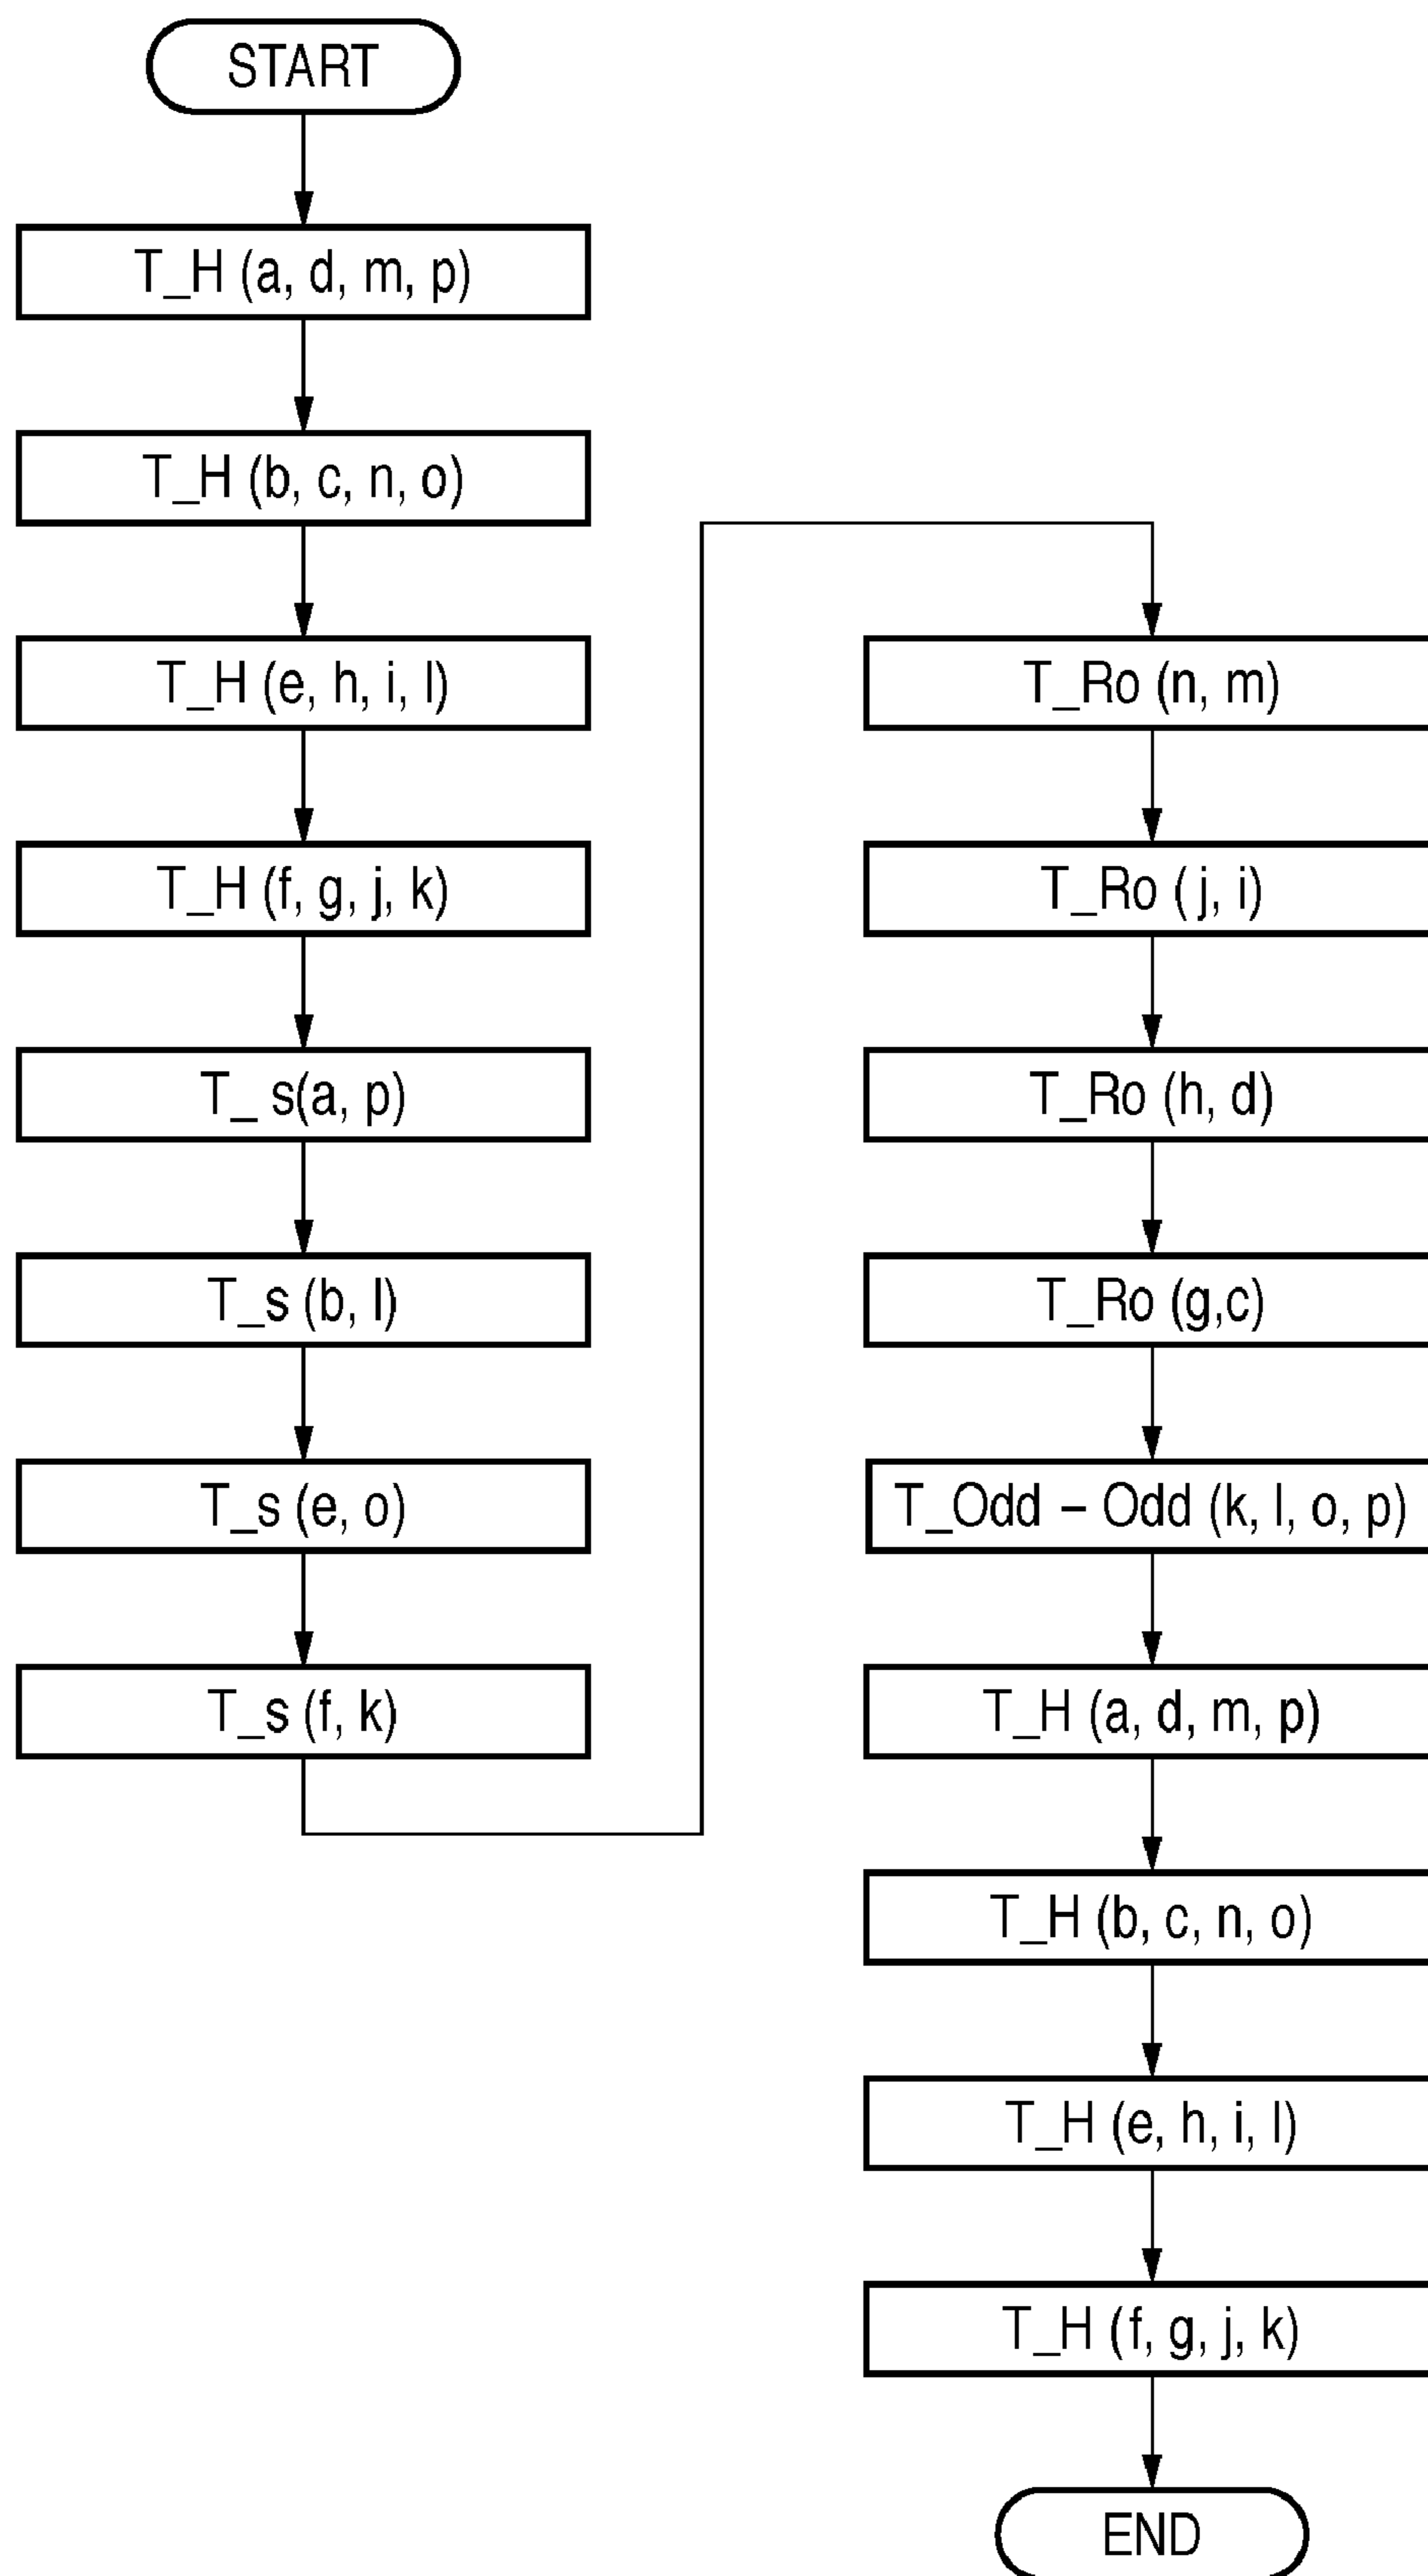 START
T_H (a, d, m, p)
T_H (b, c, n, o)
T_H (e, h, i, l)
T_H (f, g, j, k)
T_ s(a, p)
T_s (b, l)
T_s (e, o)
T_s (f, k)
T_Ro (n, m)
T_Ro ( j, i)
T_Ro (h, d)
T_Ro (g,c)
T_Odd – Odd (k, l, o, p)
T_H (a, d, m, p)
T_H (b, c, n, o)
T_H (e, h, i, l)
T_H (f, g, j, k)
END